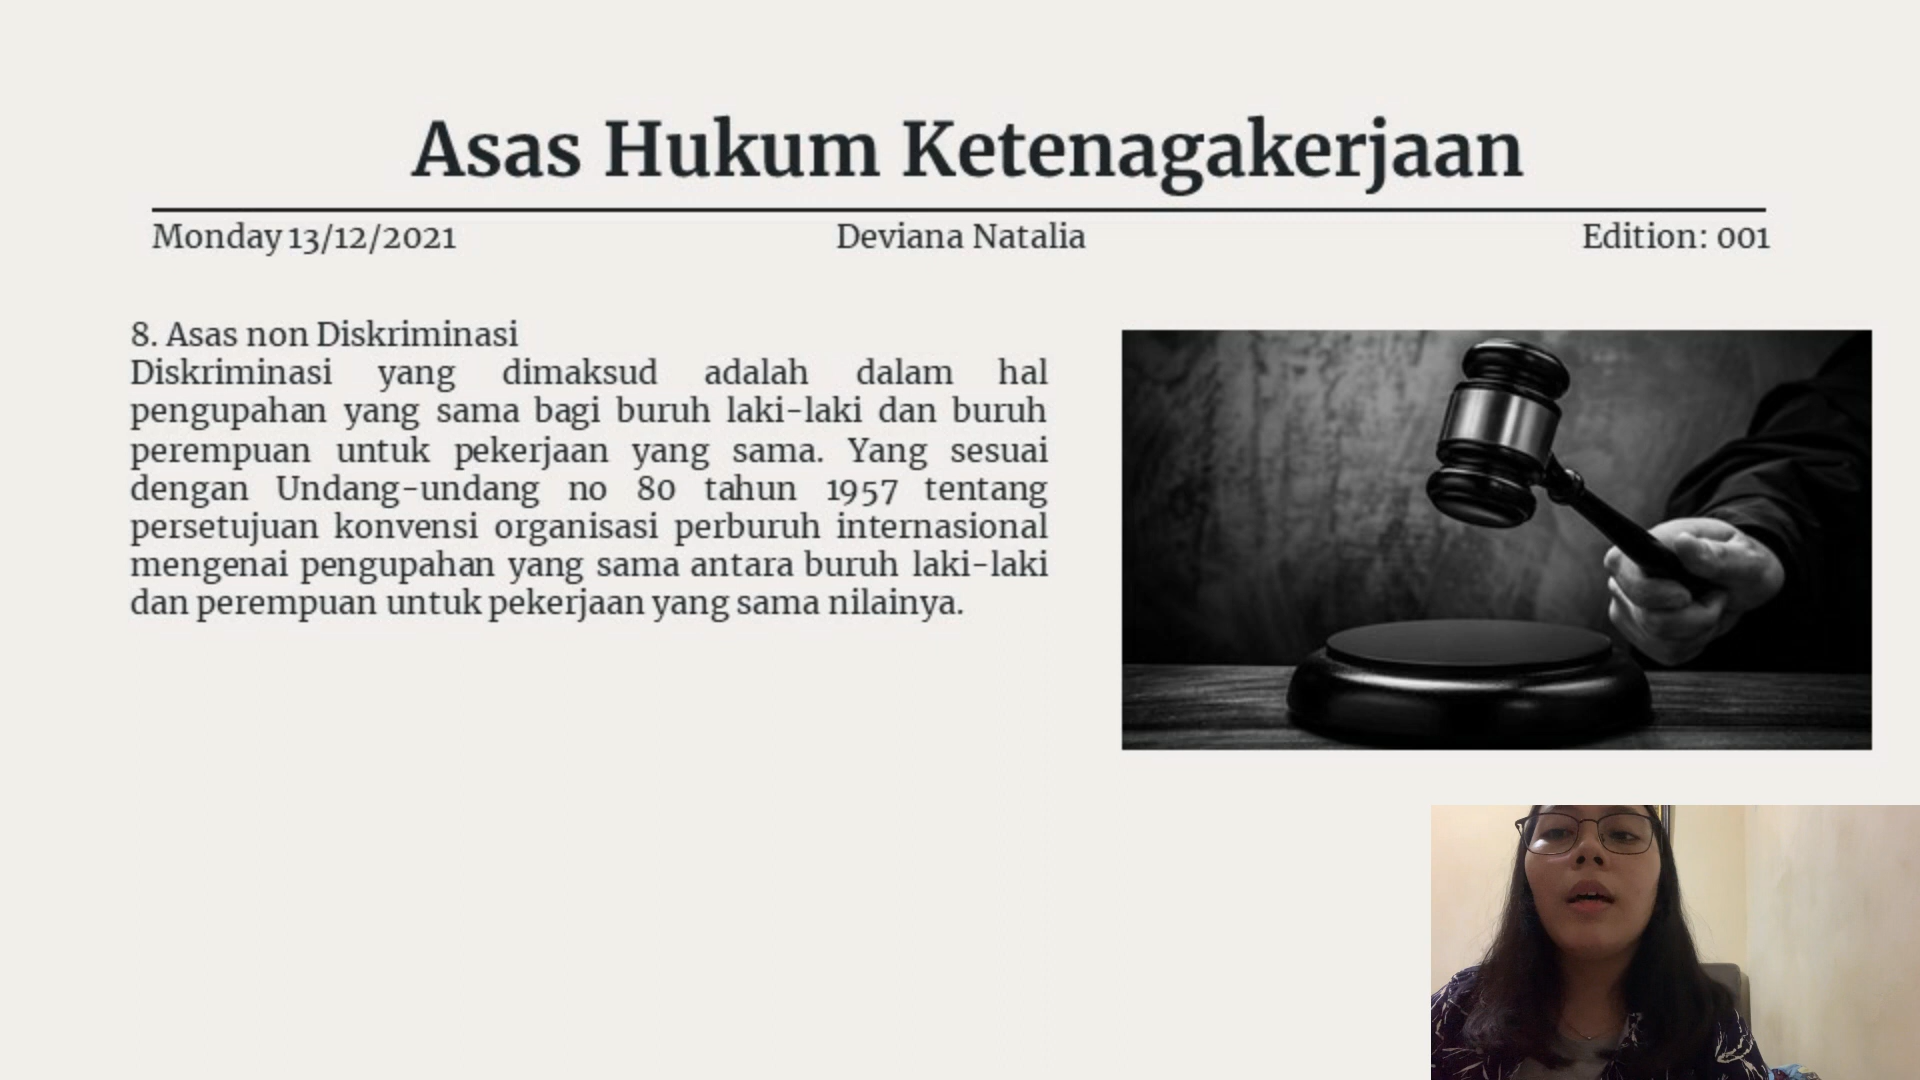 Asas Hukum Ketenagakerjaan
Monday 13/12/2021
Deviana Natalia
Edition: 001
8. Asas non Diskriminasi
Diskriminasi yang dimaksud adalah dalam hal
pengupahan yang sama bagi buruh laki-laki dan buruh
perempuan untuk pekerjaan yang sama. Yang sesuai
dengan Undang-undang no 80 tahun 1957 tentang
persetujuan konvensi organisasi perburuh internasional
mengenai pengupahan yang sama antara buruh laki-laki
dan perempuan untuk pekerjaan yang sama nilainya.